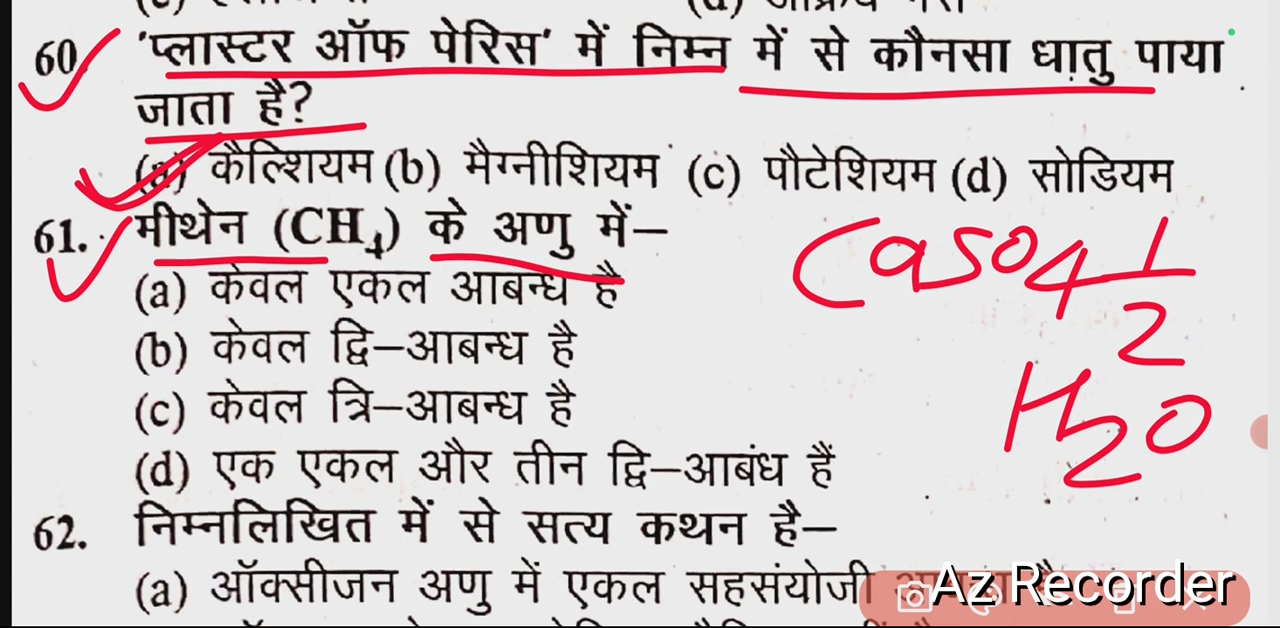 60. 'प्लास्टर ऑफ पेरिस' में निम्न में से कौनसा धातु पाया
जाता है?
(a) कैल्शियम (b) मैग्नीशियम (c) पौटेशियम (d) सोडियम
61. मीथेन (CH₄) के अणु में–
CaSO4 1/2
(a) केवल एकल आबन्ध है
(b) केवल द्वि–आबन्ध है
H2O
(c) केवल त्रि–आबन्ध है
(d) एक एकल और तीन द्वि–आबंध हैं
62. निम्नलिखित में से सत्य कथन है–
(a) ऑक्सीजन अणु में एकल सहसंयोजी
Az Recorder